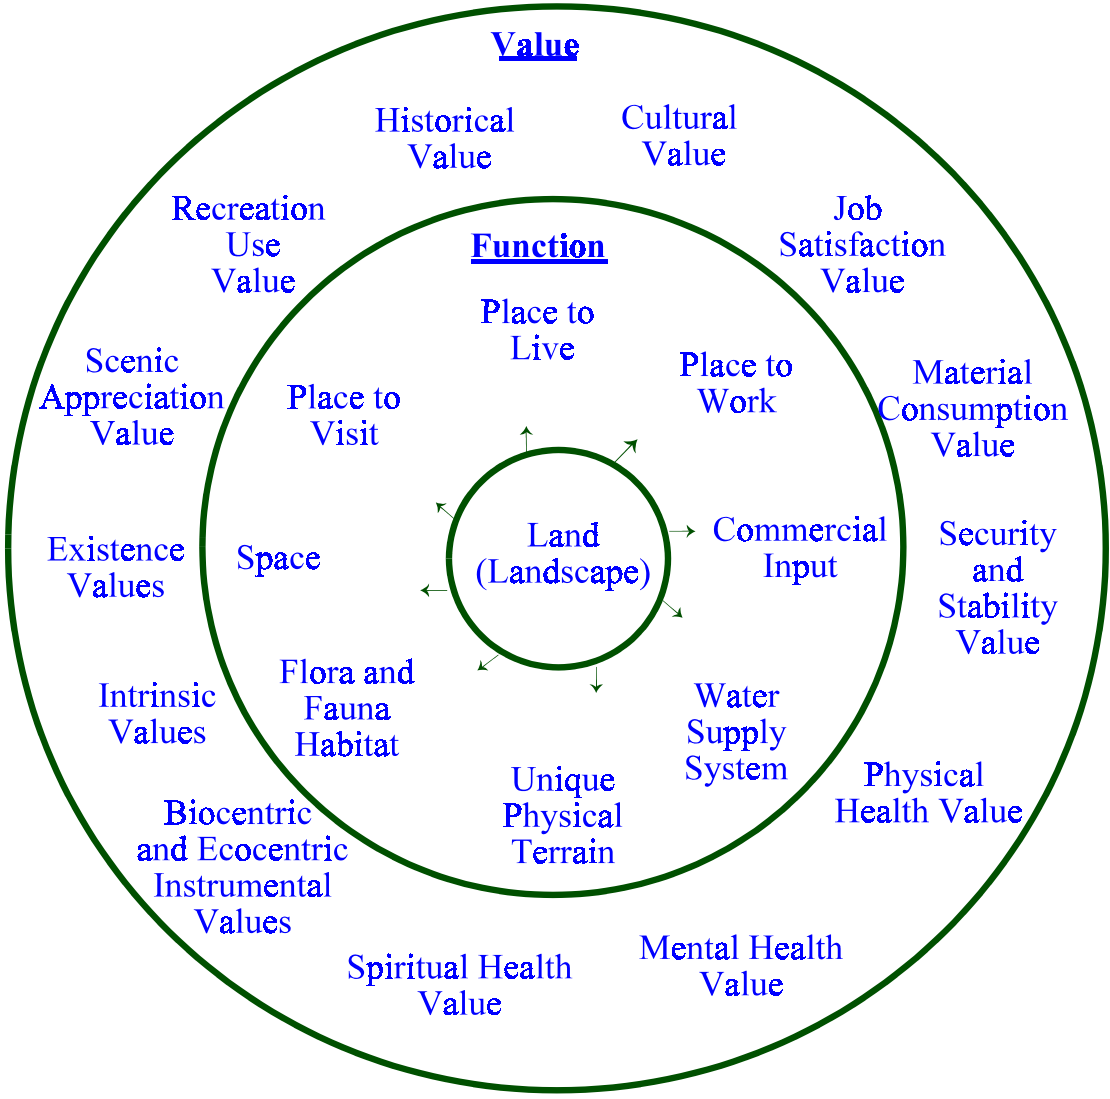 Value
Historical
Value
Cultural
Value
Job
Satisfaction
Value
Material
Consumption
Value
Security
and
Stability
Value
Physical
Health Value
Mental Health
Value
Spiritual Health
Value
Biocentric
and Ecocentric
Instrumental
Values
Intrinsic
Values
Existence
Values
Scenic
Appreciation
Value
Recreation
Use
Value
Function
Place to
Live
Place to
Work
Commercial
Input
Water
Supply
System
Unique
Physical
Terrain
Flora and
Fauna
Habitat
Space
Place to
Visit
Land
(Landscape)